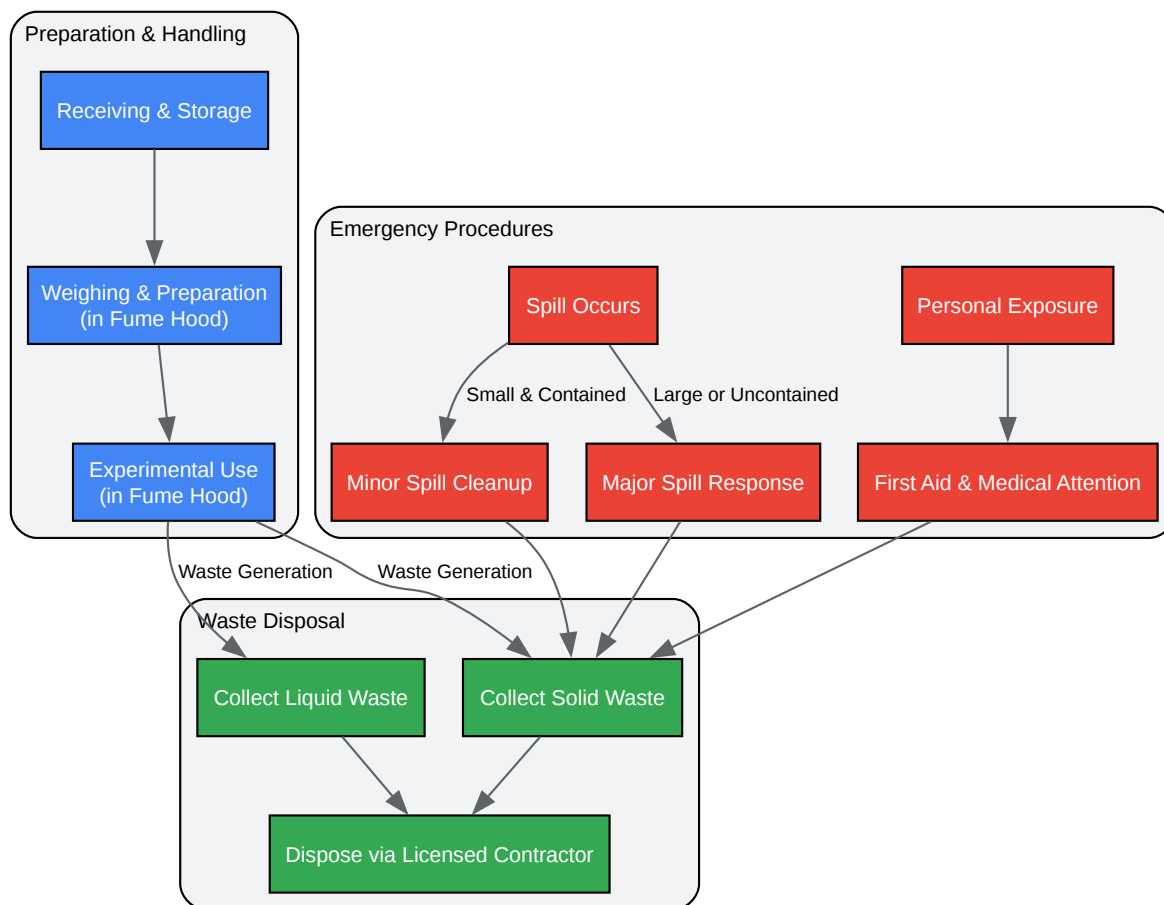 Preparation & Handling
Receiving & Storage
Weighing & Preparation
(in Fume Hood)
Experimental Use
(in Fume Hood)
Emergency Procedures
Spill Occurs
Personal Exposure
Small & Contained
Large or Uncontained
Minor Spill Cleanup
Major Spill Response
First Aid & Medical Attention
Waste Generation
Waste Generation
Waste Disposal
Collect Liquid Waste
Collect Solid Waste
Dispose via Licensed Contractor